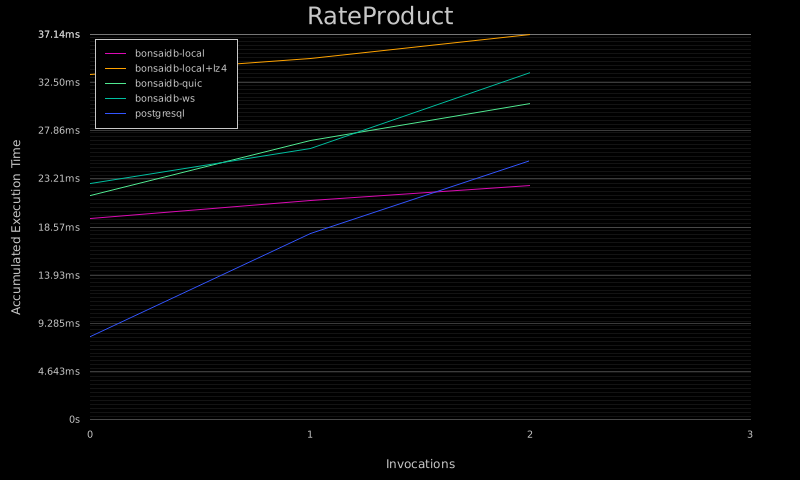 RateProduct
37.14ms
bonsaidb-local
bonsaidb-local+lz4
bonsaidb-quic
bonsaidb-ws
postgresql
32.50ms
27.86ms
23.21ms
18.57ms
13.93ms
9.285ms
4.643ms
0s
Accumulated Execution Time
0 1 2 3
Invocations